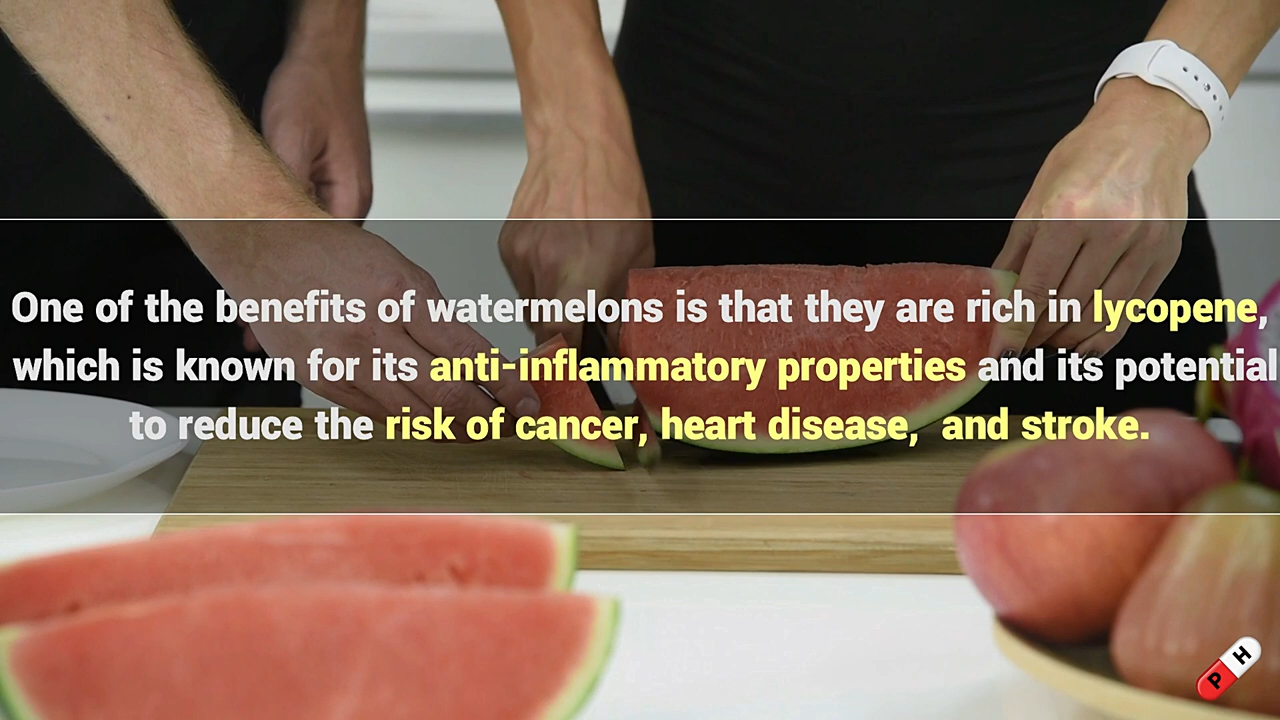 One of the benefits of watermelons is that they are rich in lycopene,
which is known for its anti-inflammatory properties and its potential
to reduce the risk of cancer, heart disease,  and stroke.
P H